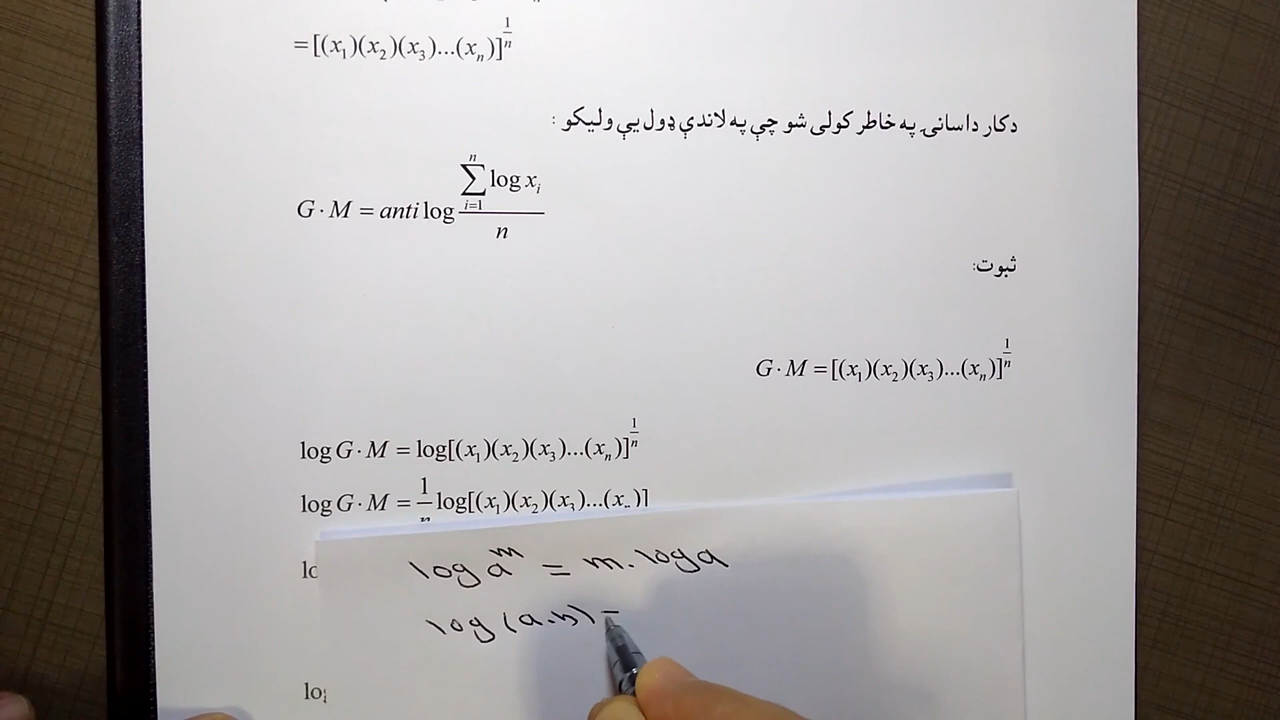 = [(x₁)(x₂)(x₃)...(xₙ)]^(1/n)
دکار داسانۍ په خاطر کولی شو چې په لاندې ډول یې ولیکو :
G · M = anti log (∑_{i=1}^{n} log xᵢ)/n
ثبوت:
G · M = [(x₁)(x₂)(x₃)...(xₙ)]^(1/n)
log G · M = log[(x₁)(x₂)(x₃)...(xₙ)]^(1/n)
log G · M = 1/n log[(x₁)(x₂)(x₃)...(xₙ)]
log a^m = m. log a
log (a.b) =